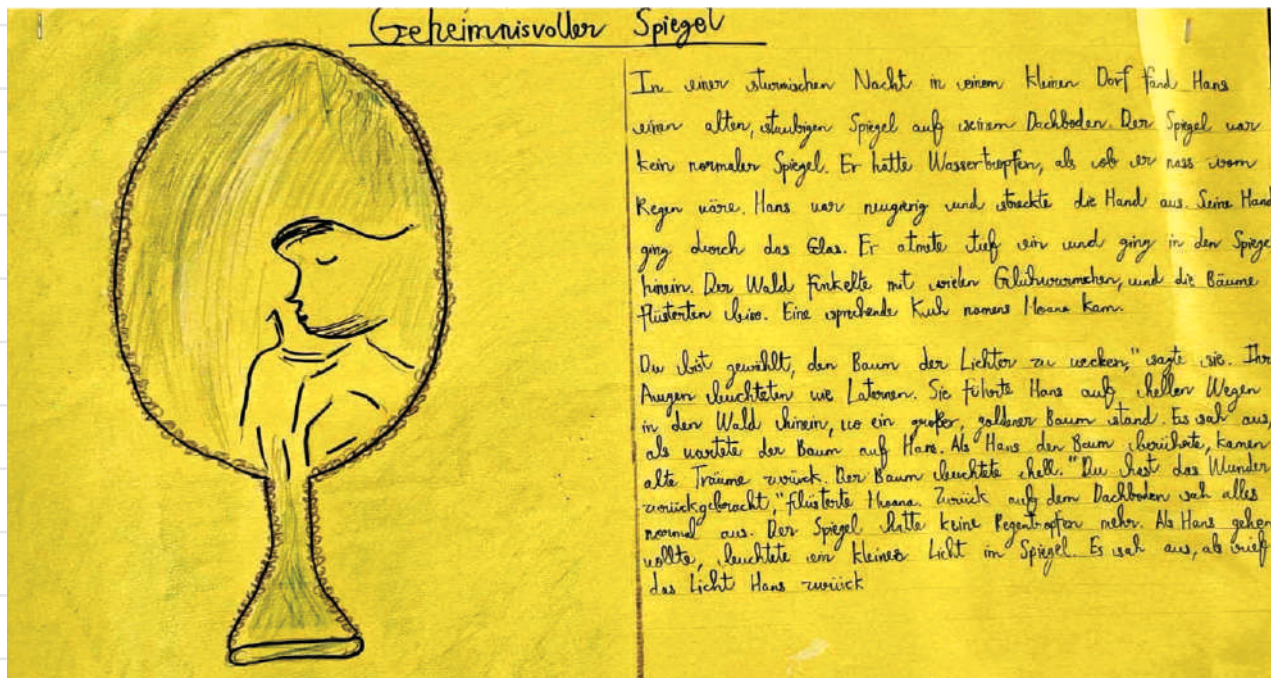 Geheimnisvoller Spiegel
In einer sturmischen Nacht in einem kleinen Dorf fand Hans
einen alten, staubigen Spiegel auf seinem Dachboden. Der Spiegel war
kein normaler Spiegel. Er hatte Wassertropfen, als ob er nass vom
Regen wäre. Hans war neugierig und streckte die Hand aus. Seine Hand
ging durch das Glas. Er atmete tief ein und ging in den Spiegel
hinein. Der Wald funkelte mit vielen Glühwurmchen, und die Bäume
flüsterten leise. Eine sprechende Kuh namens Moana kam.
Du bist gewählt, den Baum der Lichter zu wecken," sagte sie. Ihre
Augen leuchteten wie Laternen. Sie führte Hans auf hellen Wegen
in den Wald hinein, wo ein großer, goldener Baum stand. Es sah aus,
als wartete der Baum auf Hans. Als Hans den Baum berührte, kamen
alte Träume zurück. Der Baum leuchtete hell. "Du hast das Wunder
zurückgebracht," flüsterte Moana. Zurück auf dem Dachboden sah alles
normal aus. Der Spiegel hatte keine Regentropfen mehr. Als Hans gehen
wollte, leuchtete ein kleines Licht im Spiegel. Es sah aus, als rief
das Licht Hans zurück